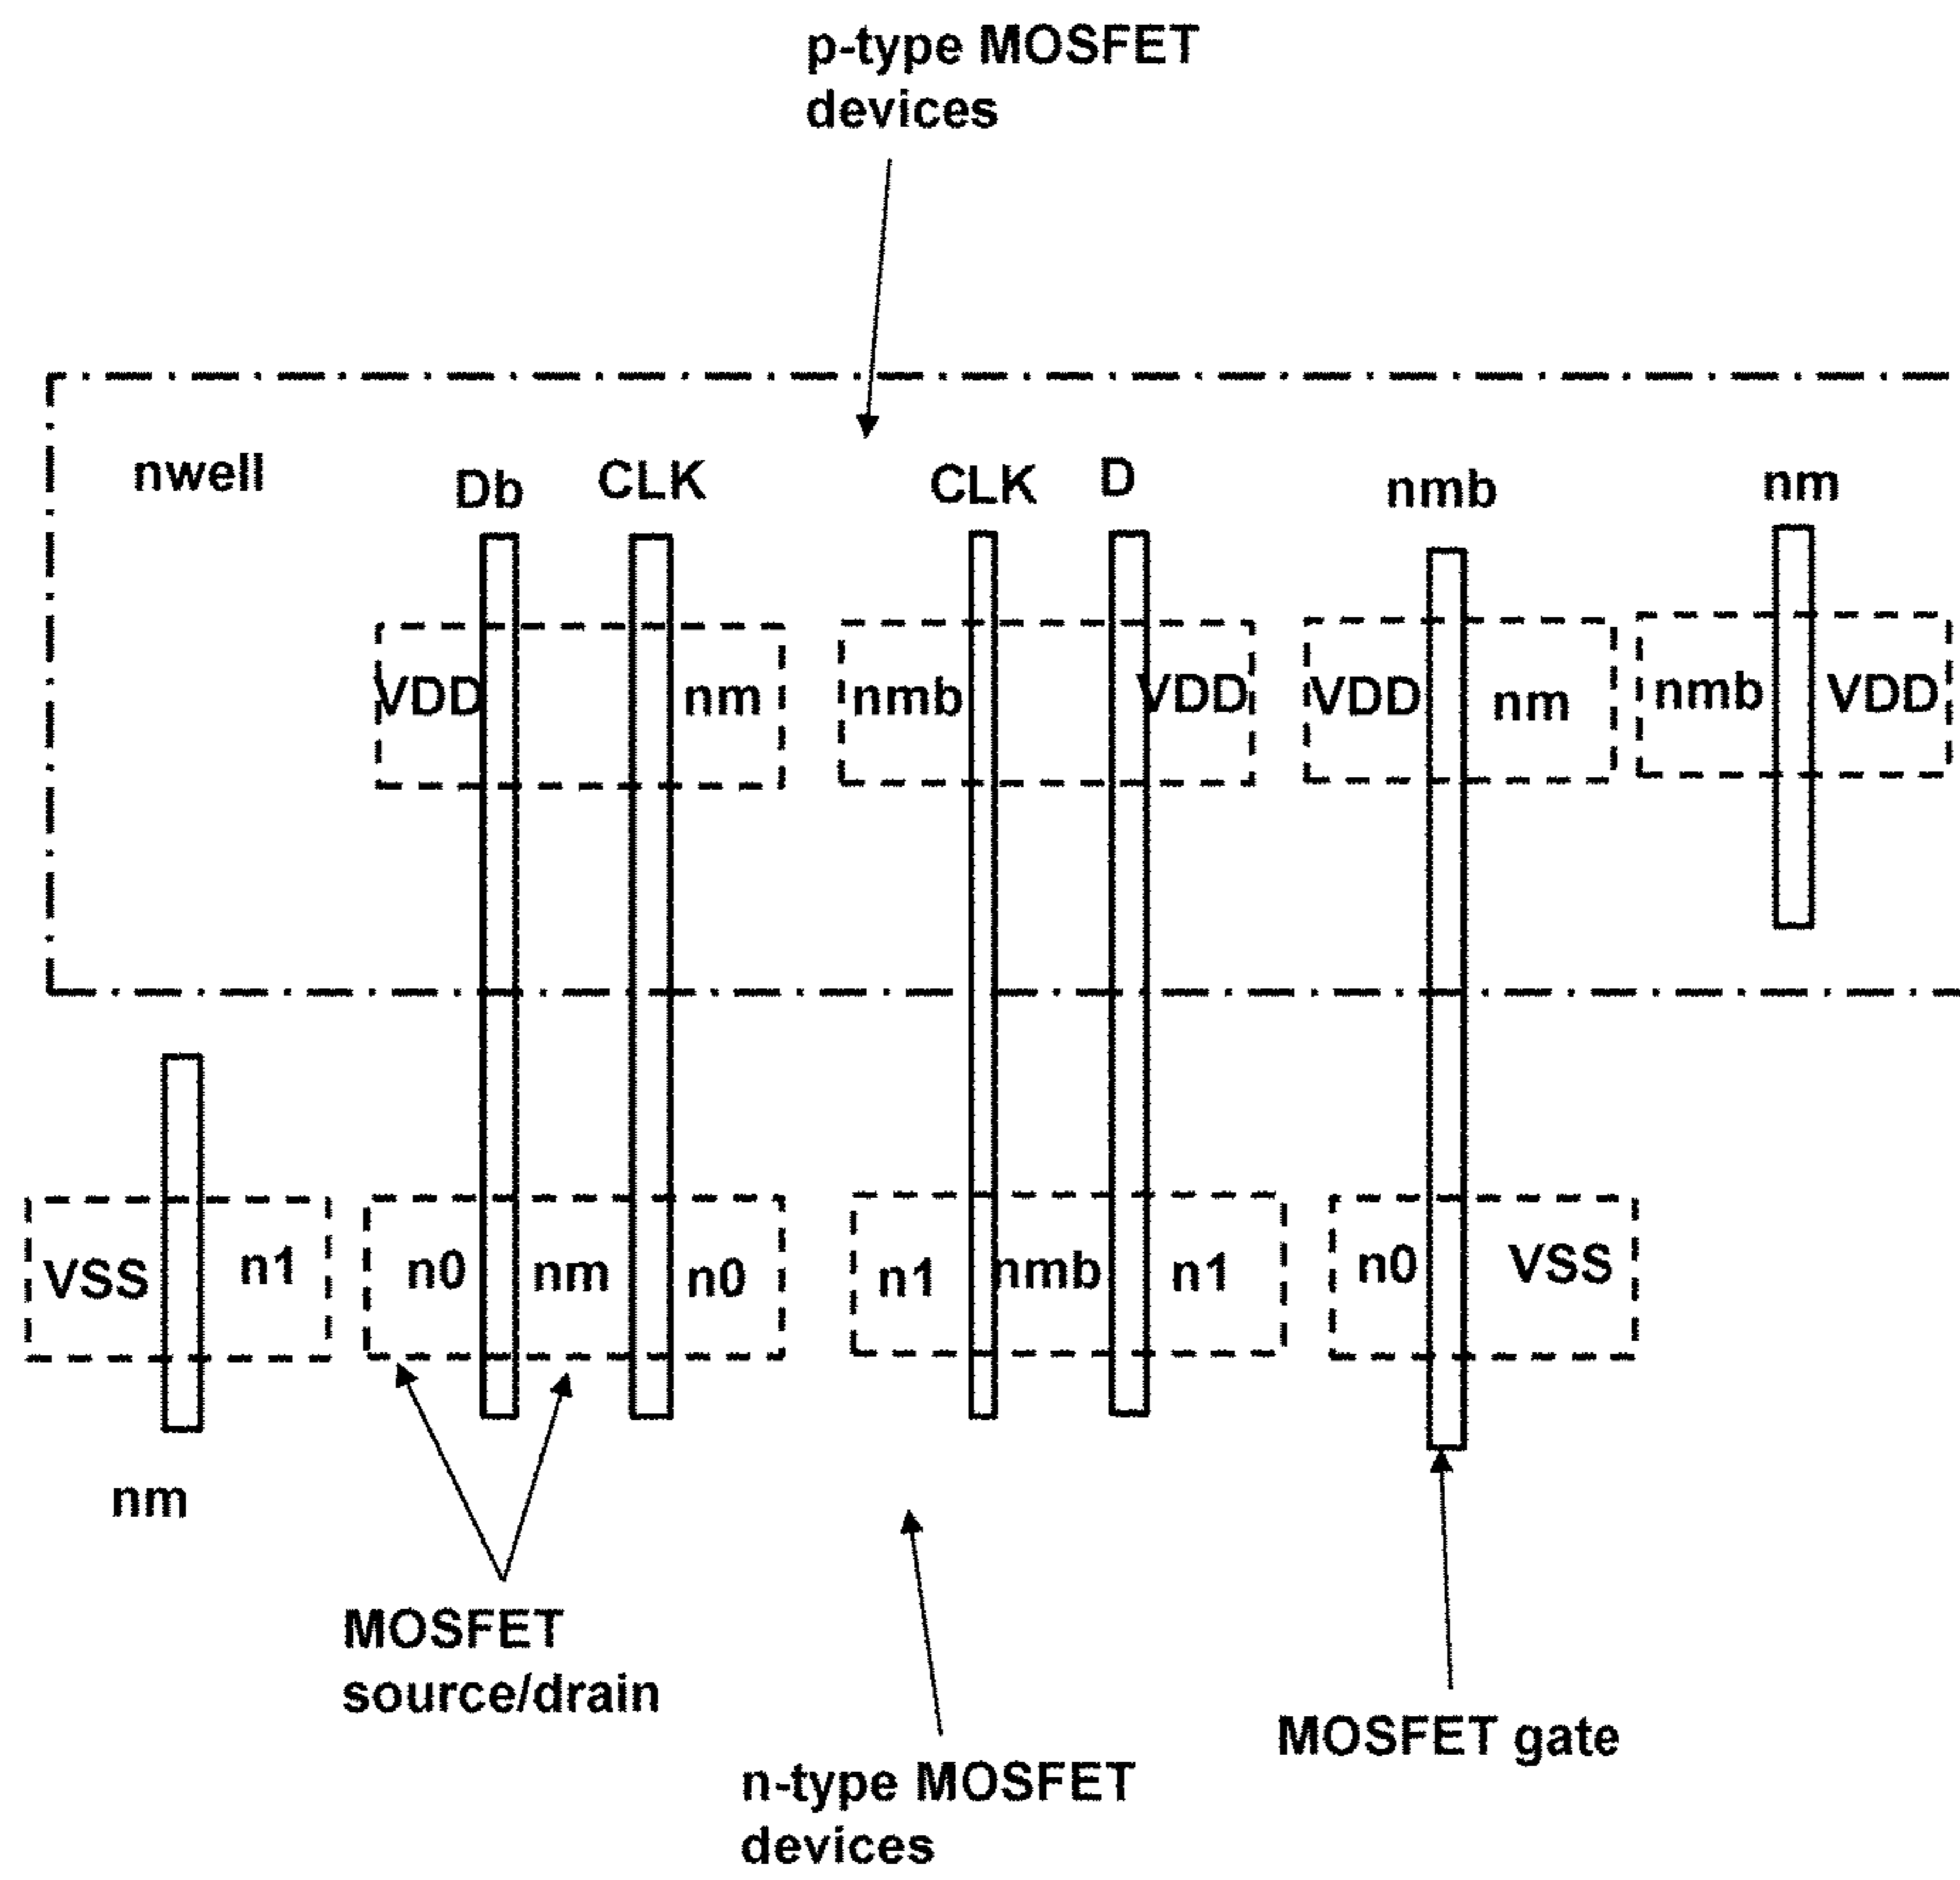 p-type MOSFET
devices
nwell
Db
CLK
CLK
D
nmb
nm
VDD
nm
nmb
VDD
VDD
nm
nmb
VDD
VSS
n1
n0
nm
n0
n1
nmb
n1
n0
VSS
nm
MOSFET
source/drain
n-type MOSFET
devices
MOSFET gate